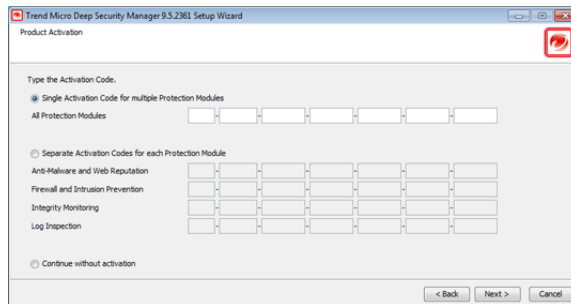 Trend Micro Deep Security Manager 9.5.2361 Setup Wizard
Product Activation
Type the Activation Code.
Single Activation Code for multiple Protection Modules
All Protection Modules - - - - - -
Separate Activation Codes for each Protection Module
Anti-Malware and Web Reputation - - - - - -
Firewall and Intrusion Prevention - - - - - -
Integrity Monitoring - - - - - -
Log Inspection - - - - - -
Continue without activation
< Back Next > Cancel